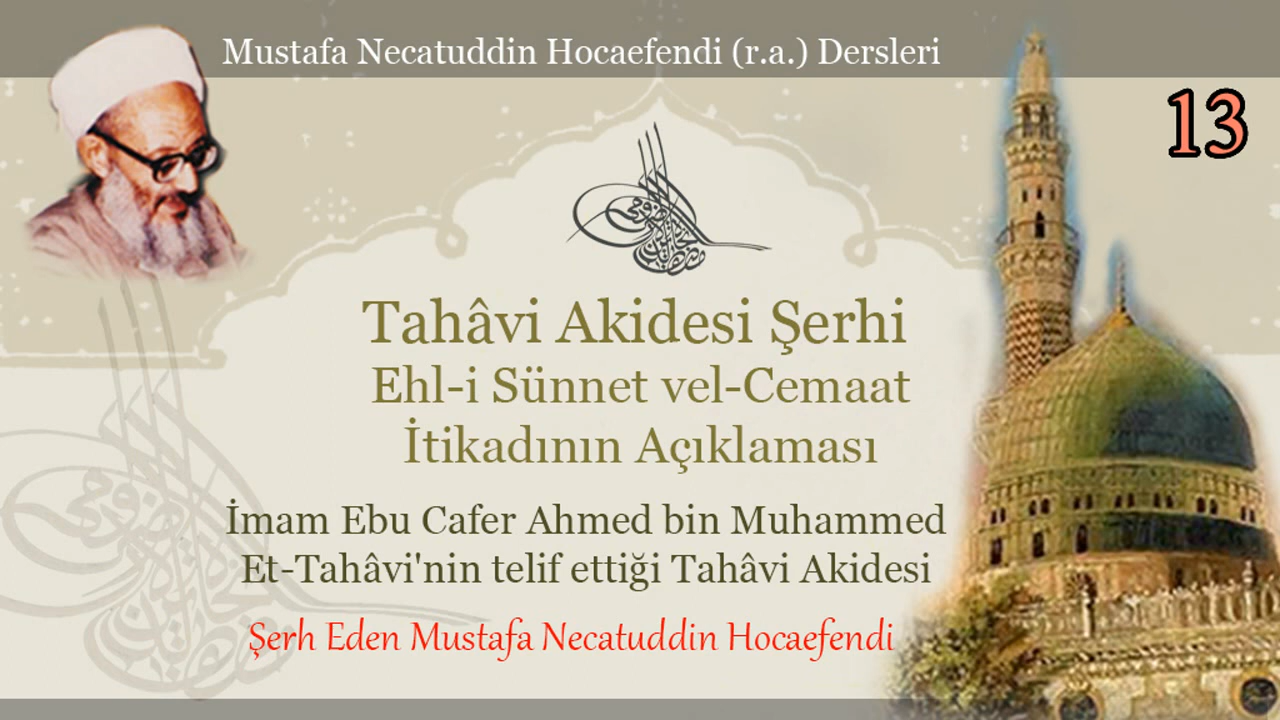 Mustafa Necatuddin Hocaefendi (r.a.) Dersleri
13
Tahâvi Akidesi Şerhi
Ehl-i Sünnet vel-Cemaat
İtikadının Açıklaması
İmam Ebu Cafer Ahmed bin Muhammed
Et-Tahâvi'nin telif ettiği Tahâvi Akidesi
Şerh Eden Mustafa Necatuddin Hocaefendi